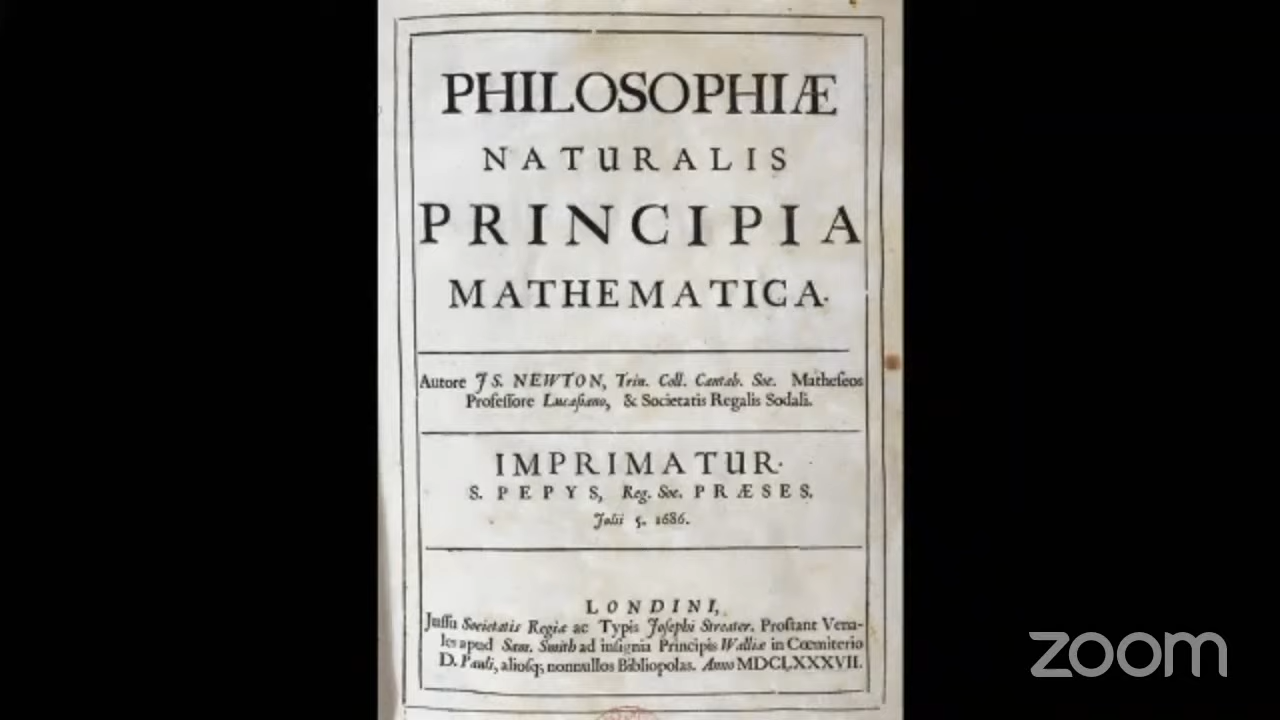 PHILOSOPHIÆ
NATURALIS
PRINCIPIA
MATHEMATICA.
Autore JS. NEWTON, Trin. Coll. Cantab. Soc. Matheſeos
Profeſſore Lucaſiano, & Societatis Regalis Sodali.
IMPRIMATUR.
S. PEPYS, Reg. Soc. PRÆSES.
Julii 5. 1686.
LONDINI,
Juſſu Societatis Regiæ ac Typis Joſephi Streater. Proſtant Vena-
les apud Sam. Smith ad inſignia Principis Walliæ in Cœmiterio
D. Pauli, aliosq; nonnullos Bibliopolas. Anno MDCLXXXVII.
zoom